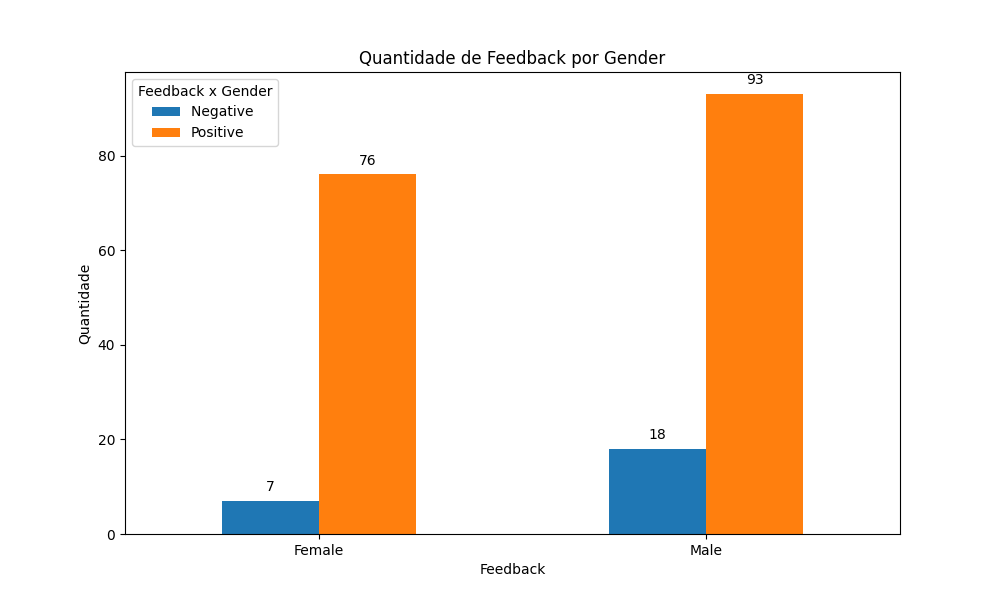 Quantidade de Feedback por Gender
Feedback x Gender
Negative
Positive
93
76
18
7
Quantidade
80
60
40
20
0
Female
Male
Feedback